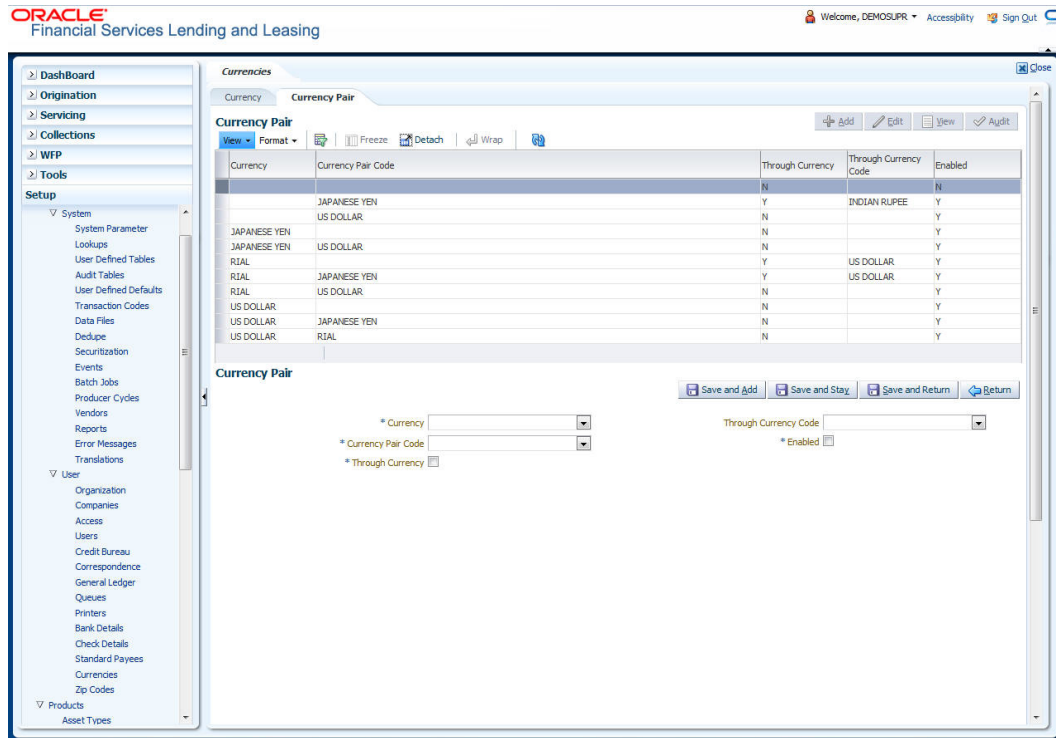 ORACLE
Financial Services Lending and Leasing
Welcome, DEMOSUPR Accessibility Sign Out
DashBoard
Origination
Servicing
Collections
WFP
Tools
Setup
System
System Parameter
Lookups
User Defined Tables
Audit Tables
User Defined Defaults
Transaction Codes
Data Files
Dedupe
Securitization
Events
Batch Jobs
Producer Cycles
Vendors
Reports
Error Messages
Translations
User
Organization
Companies
Access
Users
Credit Bureau
Correspondence
General Ledger
Queues
Printers
Bank Details
Check Details
Standard Payees
Currencies
Zip Codes
Products
Asset Types
Currencies
Close
Currency Currency Pair
Currency Pair
Add Edit View Audit
View Format Freeze Detach Wrap
Currency Currency Pair Code Through Currency Through Currency Code Enabled
N N
JAPANESE YEN Y INDIAN RUPEE Y
US DOLLAR N Y
JAPANESE YEN N Y
JAPANESE YEN US DOLLAR N Y
RIAL Y US DOLLAR Y
RIAL JAPANESE YEN Y US DOLLAR Y
RIAL US DOLLAR N Y
US DOLLAR N Y
US DOLLAR JAPANESE YEN N Y
US DOLLAR RIAL N Y
Currency Pair
Save and Add Save and Stay Save and Return Return
* Currency Through Currency Code
* Currency Pair Code * Enabled
* Through Currency